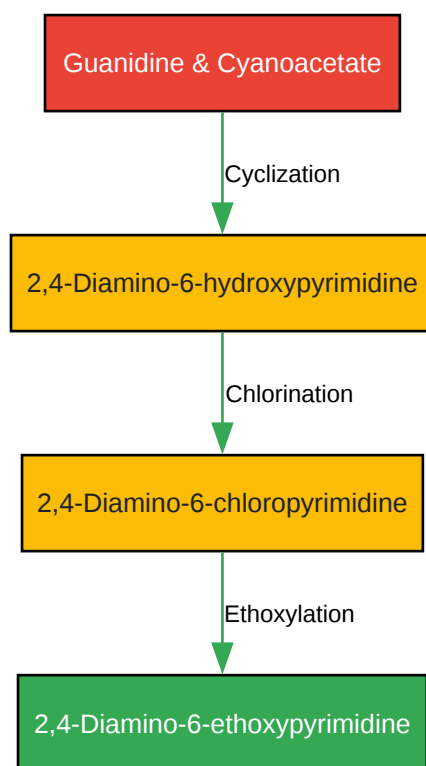 Guanidine & Cyanoacetate
Cyclization
2,4-Diamino-6-hydroxypyrimidine
Chlorination
2,4-Diamino-6-chloropyrimidine
Ethoxylation
2,4-Diamino-6-ethoxypyrimidine